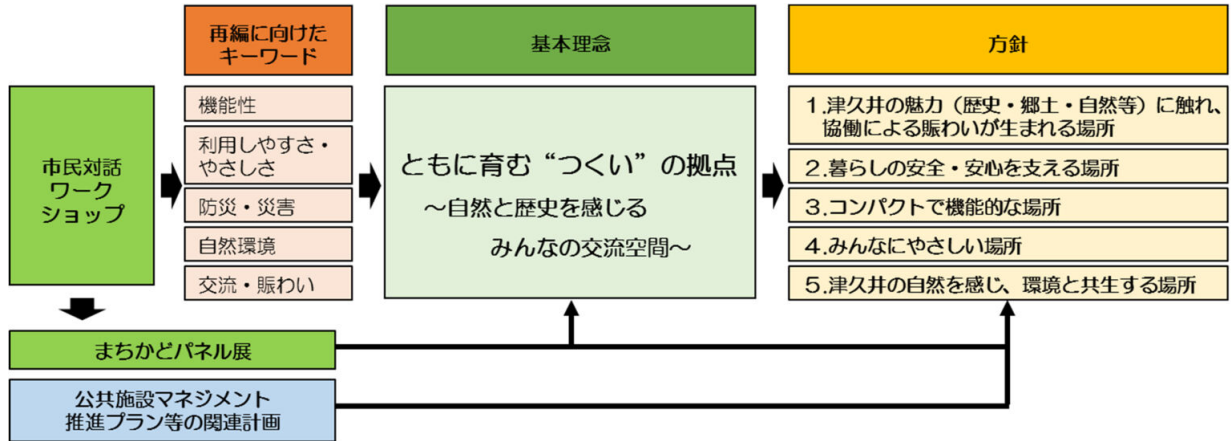 再編に向けた
キーワード
基本理念
方針
市民対話
ワーク
ショップ
機能性
利用しやすさ・
やさしさ
防災・災害
自然環境
交流・賑わい
ともに育む“つくい”の拠点
~自然と歴史を感じる
みんなの交流空間~
1.津久井の魅力(歴史・郷土・自然等)に触れ、
協働による賑わいが生まれる場所
2.暮らしの安全・安心を支える場所
3.コンパクトで機能的な場所
4.みんなにやさしい場所
5.津久井の自然を感じ、環境と共生する場所
まちかどパネル展
公共施設マネジメント
推進プラン等の関連計画